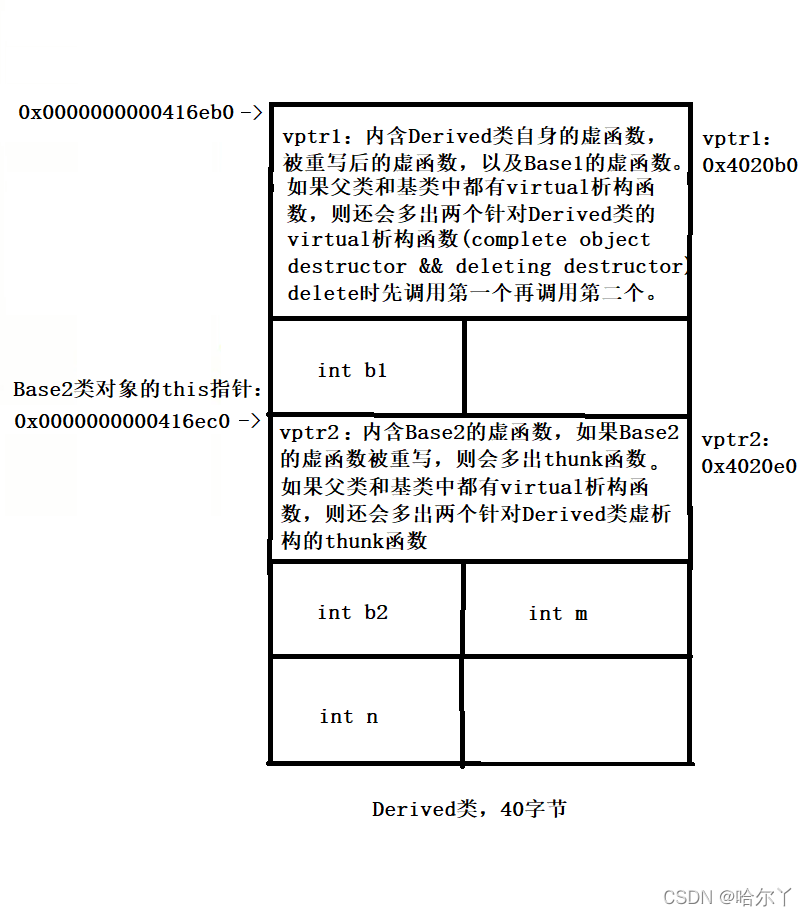 0x0000000000416eb0 ->
vptr1：内含Derived类自身的虚函数，
被重写后的虚函数，以及Base1的虚函数。
如果父类和基类中都有virtual析构函
数，则还会多出两个针对Derived类的
virtual析构函数(complete object
destructor && deleting destructor)
delete时先调用第一个再调用第二个。
vptr1：
0x4020b0
int b1
Base2类对象的this指针：
0x0000000000416ec0 ->
vptr2：内含Base2的虚函数，如果Base2
的虚函数被重写，则会多出thunk函数。
如果父类和基类中都有virtual析构函
数，则还会多出两个针对Derived类虚析
构的thunk函数
vptr2：
0x4020e0
int b2
int m
int n
Derived类，40字节
CSDN @哈尔丫